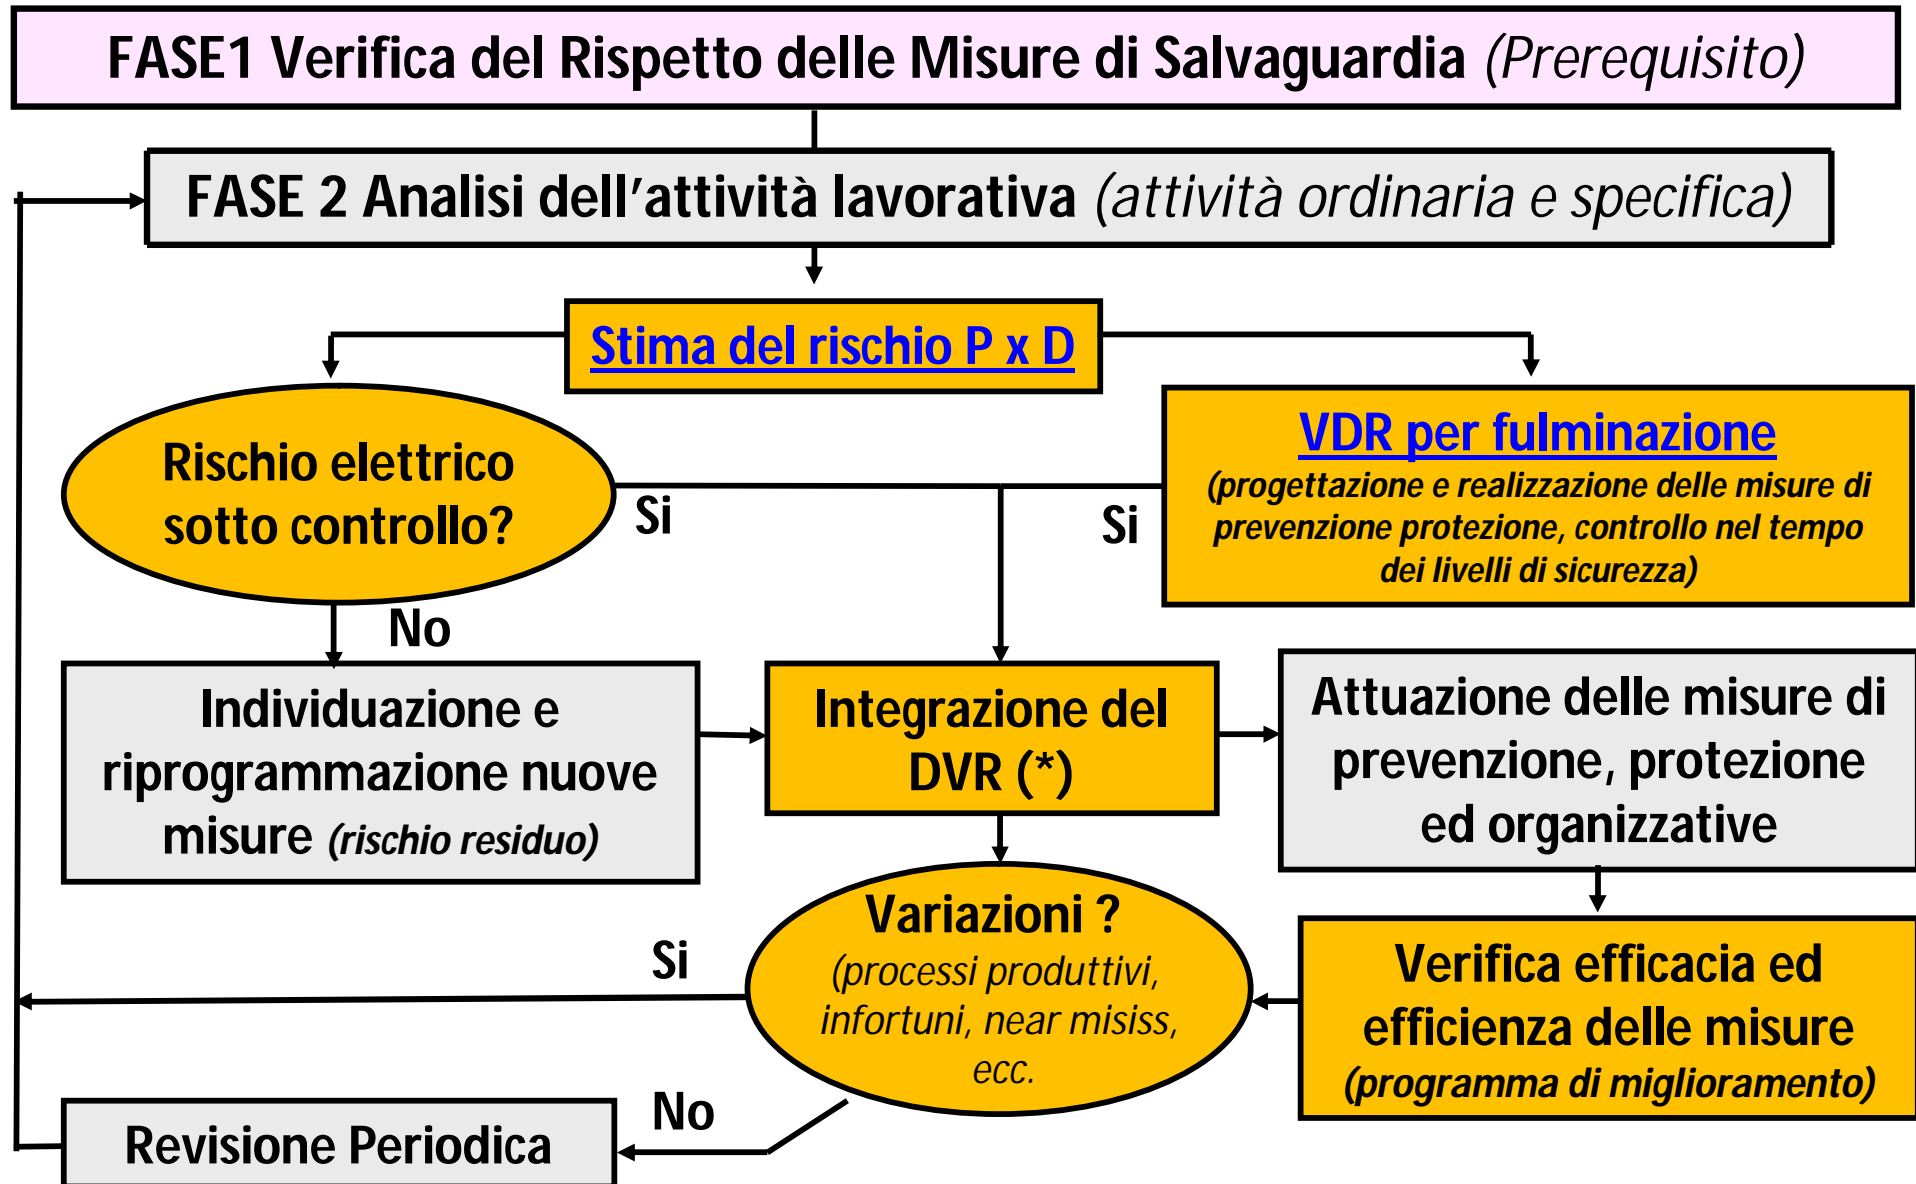 FASE1 Verifica del Rispetto delle Misure di Salvaguardia (Prerequisito)
FASE 2 Analisi dell'attività lavorativa (attività ordinaria e specifica)
Stima del rischio P x D
Rischio elettrico
sotto controllo?
Si
Si
VDR per fulminazione
(progettazione e realizzazione delle misure di
prevenzione protezione, controllo nel tempo
dei livelli di sicurezza)
No
Individuazione e
riprogrammazione nuove
misure (rischio residuo)
Integrazione del
DVR (*)
Attuazione delle misure di
prevenzione, protezione
ed organizzative
Variazioni ?
(processi produttivi,
infortuni, near misiss,
ecc.
Si
Verifica efficacia ed
efficienza delle misure
(programma di miglioramento)
No
Revisione Periodica